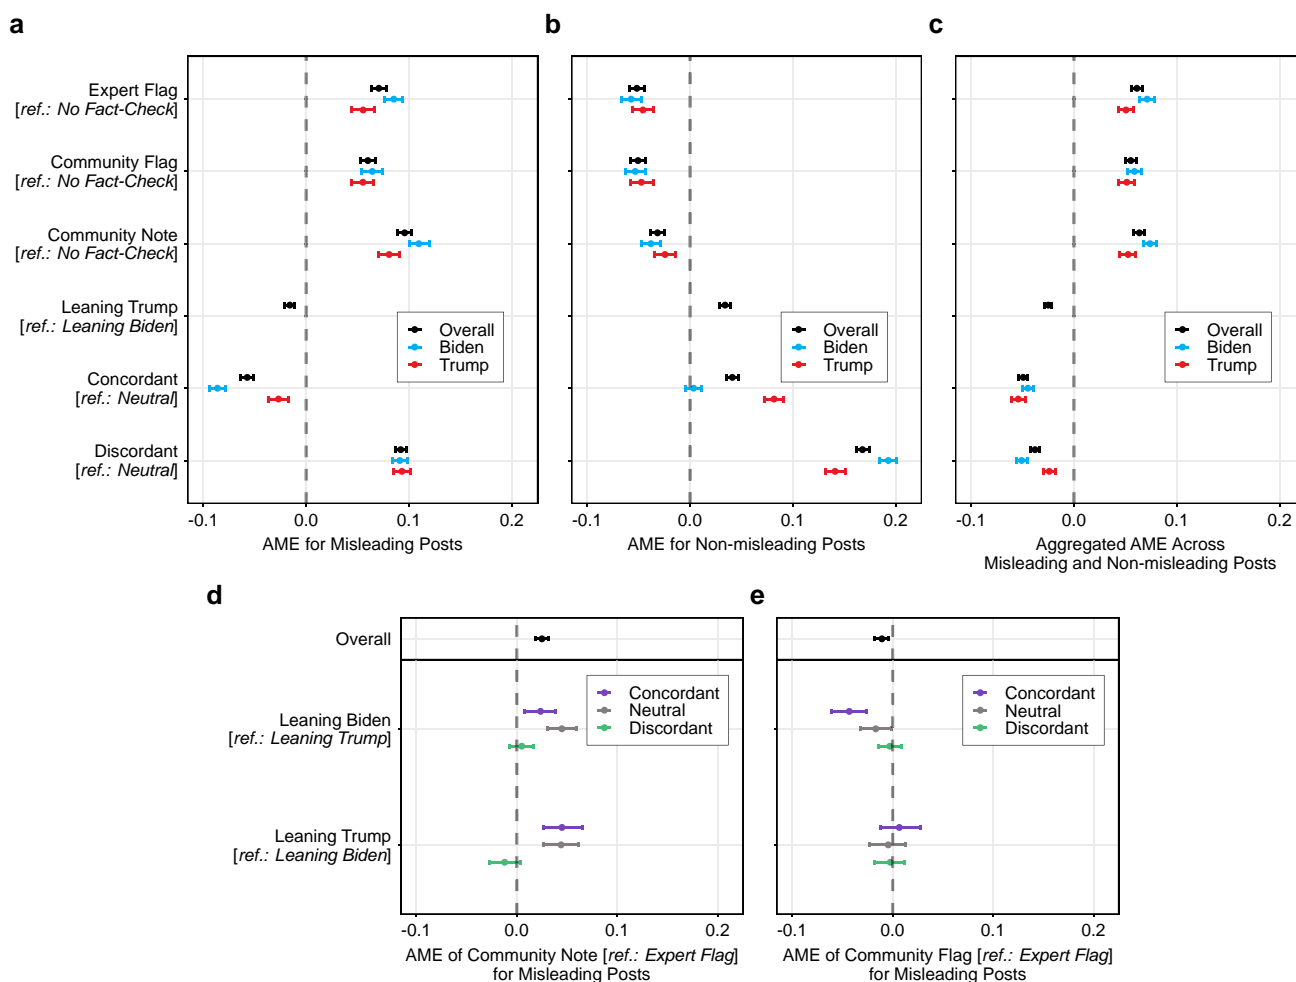 a
b
c
Expert Flag
[ref.: No Fact-Check]
Community Flag
[ref.: No Fact-Check]
Community Note
[ref.: No Fact-Check]
Leaning Trump
[ref.: Leaning Biden]
Concordant
[ref.: Neutral]
Discordant
[ref.: Neutral]
Overall
Biden
Trump
Overall
Biden
Trump
Overall
Biden
Trump
-0.1 0.0 0.1 0.2
-0.1 0.0 0.1 0.2
-0.1 0.0 0.1 0.2
AME for Misleading Posts
AME for Non-misleading Posts
Aggregated AME Across
Misleading and Non-misleading Posts
d
e
Overall
Leaning Biden
[ref.: Leaning Trump]
Leaning Trump
[ref.: Leaning Biden]
Concordant
Neutral
Discordant
Concordant
Neutral
Discordant
-0.1 0.0 0.1 0.2
-0.1 0.0 0.1 0.2
AME of Community Note [ref.: Expert Flag]
for Misleading Posts
AME of Community Flag [ref.: Expert Flag]
for Misleading Posts